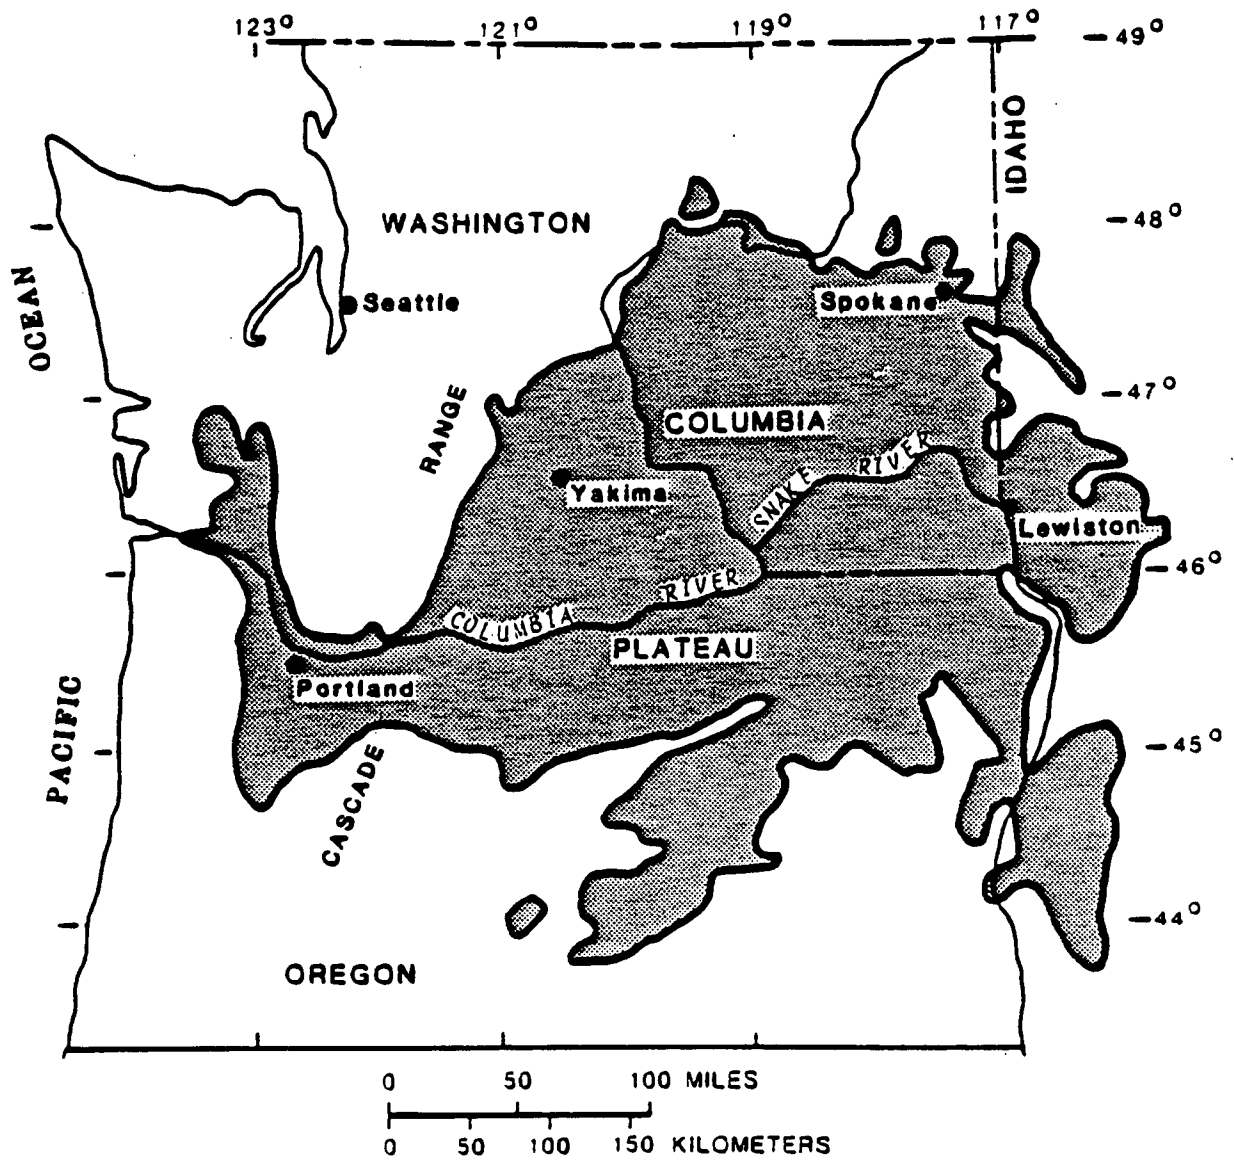 123° 121° 119° 117°
49°
IDAHO
WASHINGTON
48°
OCEAN
Seattle
Spokane
47°
RANGE
COLUMBIA
SNAKE RIVER
Yakima
Lewiston
46°
COLUMBIA RIVER
PLATEAU
Portland
PACIFIC
45°
CASCADE
44°
OREGON
0 50 100 MILES
0 50 100 150 KILOMETERS